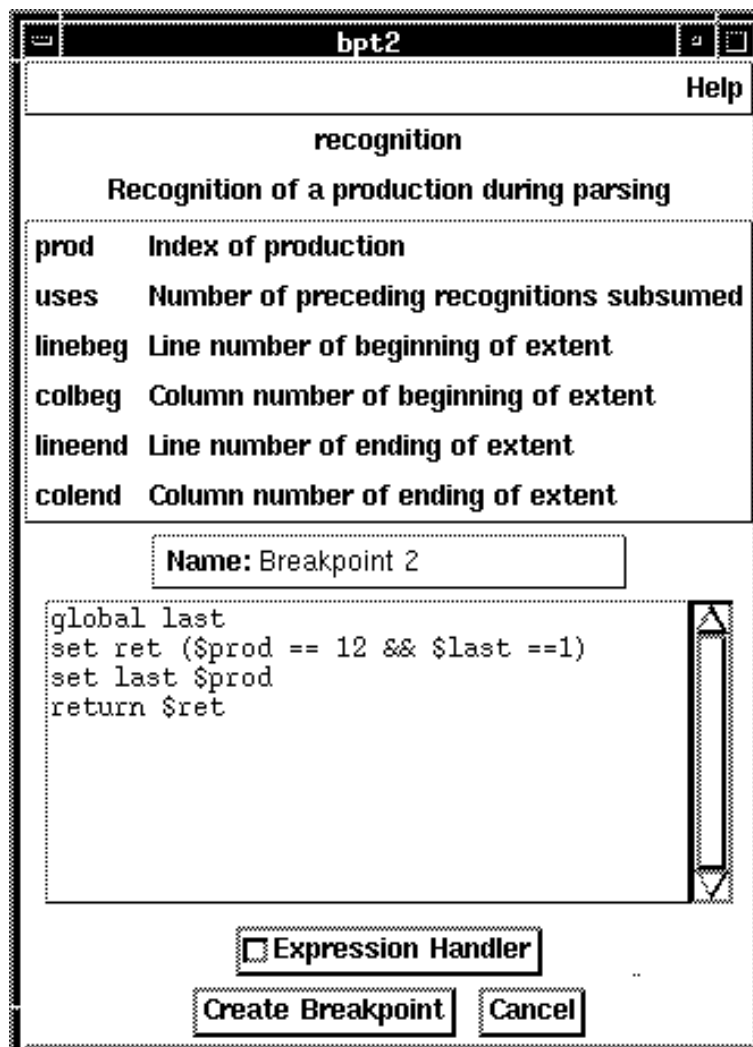 bpt2
Help
recognition
Recognition of a production during parsing
prod Index of production
uses Number of preceding recognitions subsumed
linebeg Line number of beginning of extent
colbeg Column number of beginning of extent
lineend Line number of ending of extent
colend Column number of ending of extent
Name: Breakpoint 2
global last
set ret ($prod == 12 && $last ==1)
set last $prod
return $ret
Expression Handler
Create Breakpoint Cancel